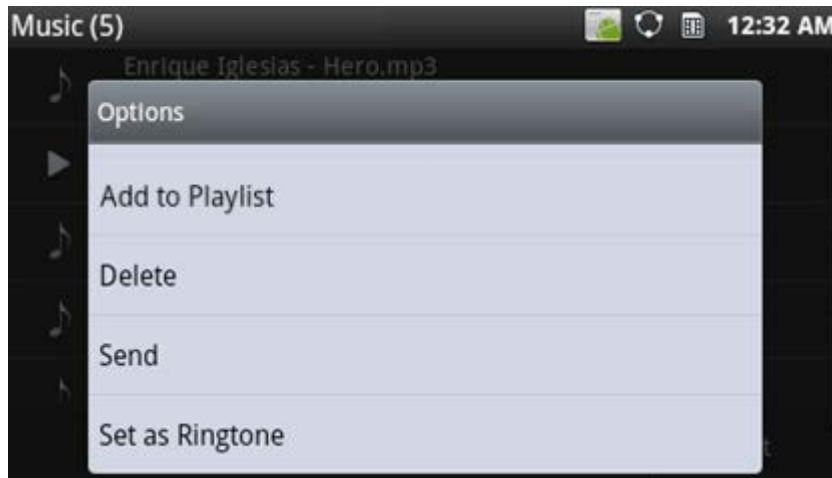 Music (5)
12:32 AM
Enrique Iglesias - Hero.mp3
Options
Add to Playlist
Delete
Send
Set as Ringtone